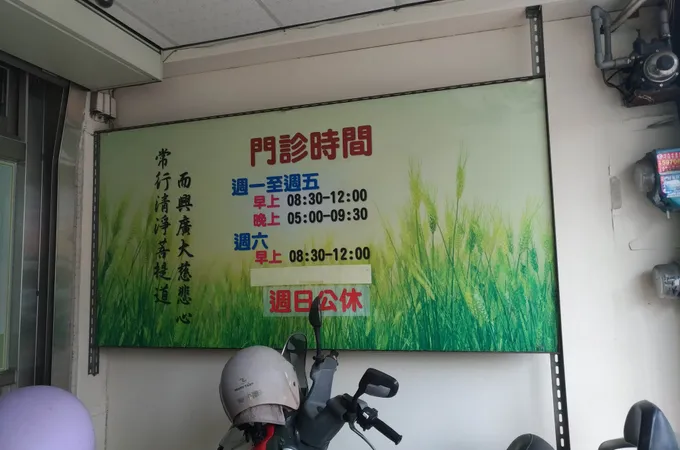 常行清淨菩提道
而興廣大慈悲心
門診時間
週一至週五
早上 08:30-12:00
晚上 05:00-09:30
週六
早上 08:30-12:00
週日公休